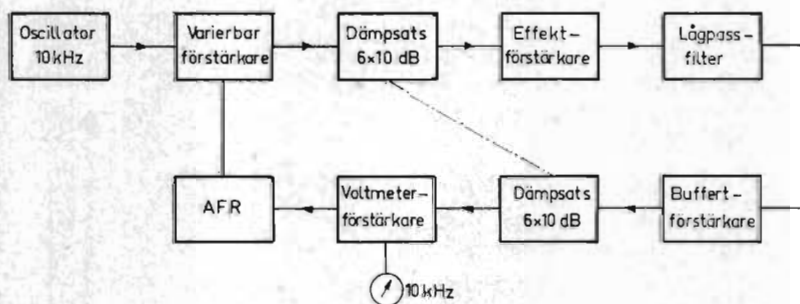 Oscillator
10 kHz
Varierbar
förstärkare
Dämpsats
6×10 dB
Effekt-
förstärkare
Lågpass-
filter
AFR
Voltmeter-
förstärkare
Dämpsats
6×10 dB
Buffert-
förstärkare
10 kHz